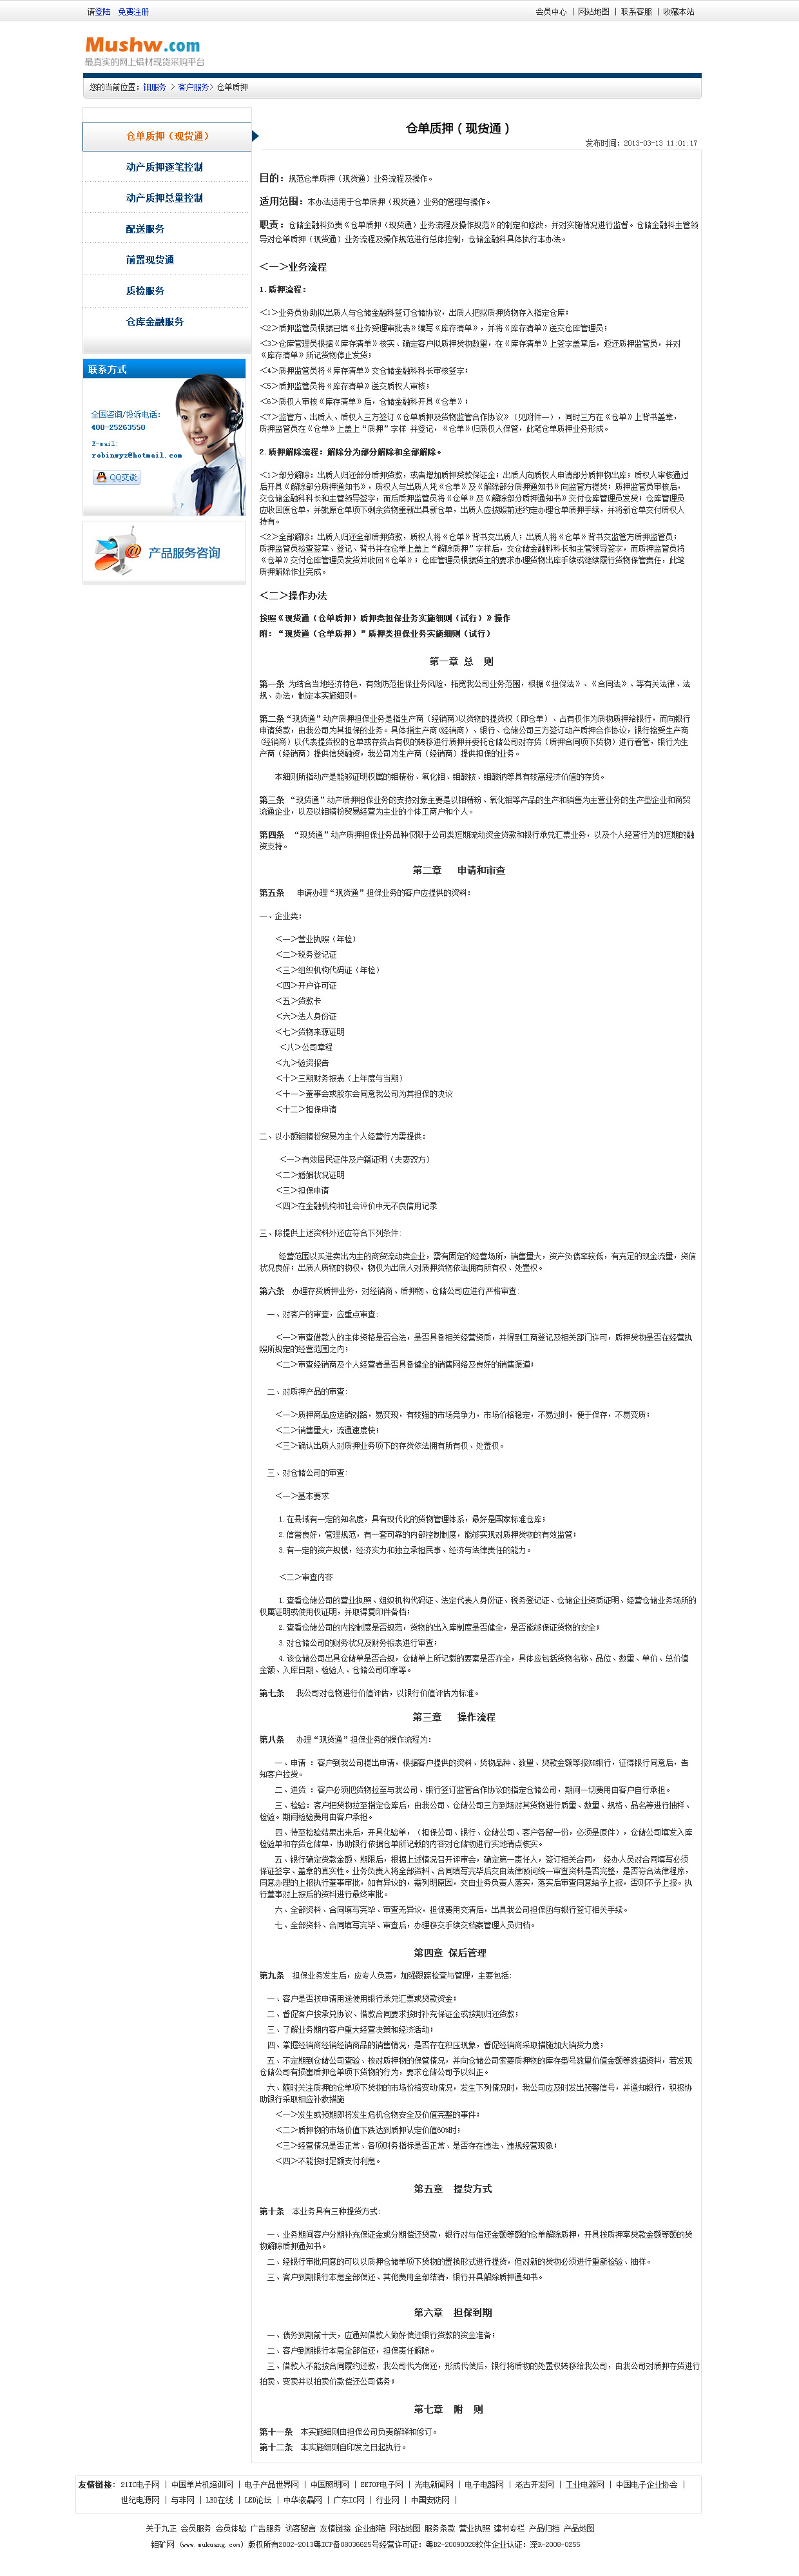 请登陆 免费注册
会员中心 | 网站地图 | 联系客服 | 收藏本站
Mushw.com
最真实的网上铝材现货采购平台
您的当前位置：钼服务 > 客户服务> 仓单质押
仓单质押（现货通）
动产质押逐笔控制
动产质押总量控制
配送服务
前置现货通
质检服务
仓库金融服务
联系方式
全国咨询/投诉电话：
400-25263550
E-mail:
robinwyz@hotmail.com
QQ交谈
产品服务咨询
仓单质押（现货通）
发布时间：2013-03-13 11:01:17
目的：规范仓单质押（现货通）业务流程及操作。
适用范围：本办法适用于仓单质押（现货通）业务的管理与操作。
职责：仓储金融科负责《仓单质押（现货通）业务流程及操作规范》的制定和修改，并对实施情况进行监督。仓储金融科主管领
导对仓单质押（现货通）业务流程及操作规范进行总体控制，仓储金融科具体执行本办法。
<一>业务流程
1.质押流程：
<1>业务员协助拟出质人与仓储金融科签订仓储协议，出质人把拟质押货物存入指定仓库；
<2>质押监管员根据已填《业务受理审批表》编写《库存清单》，并将《库存清单》送交仓库管理员；
<3>仓库管理员根据《库存清单》核实、确定客户拟质押货物数量，在《库存清单》上签字盖章后，返还质押监管员，并对
《库存清单》所记货物停止发货；
<4>质押监管员将《库存清单》交仓储金融科科长审核签字；
<5>质押监管员将《库存清单》送交质权人审核；
<6>质权人审核《库存清单》后，仓储金融科开具《仓单》；
<7>监管方、出质人、质权人三方签订《仓单质押及货物监管合作协议》（见附件一），同时三方在《仓单》上背书盖章，
质押监管员在《仓单》上盖上“质押”字样 并登记，《仓单》归质权人保管，此笔仓单质押业务形成。
2.质押解除流程：解除分为部分解除和全部解除。
<1>部分解除：出质人归还部分质押贷款，或者增加质押贷款保证金；出质人向质权人申请部分质押物出库；质权人审核通过
后开具《解除部分质押通知书》，质权人与出质人凭《仓单》及《解除部分质押通知书》向监管方提货；质押监管员审核后，
交仓储金融科科长和主管领导签字，而后质押监管员将《仓单》及《解除部分质押通知书》交付仓库管理员发货；仓库管理员
应收回原仓单，并就原仓单项下剩余货物重新出具新仓单，出质人应按照前述约定办理仓单质押手续，并将新仓单交付质权人
持有。
<2>全部解除：出质人归还全部质押贷款，质权人将《仓单》背书交出质人；出质人将《仓单》背书交监管方质押监管员；
质押监管员检查签章、登记、背书并在仓单上盖上“解除质押”字样后，交仓储金融科科长和主管领导签字，而质押监管员将
《仓单》交付仓库管理员发货并收回《仓单》；仓库管理员根据货主的要求办理货物出库手续或继续履行货物保管责任，此笔
质押解除作业完成。
<二>操作办法
按照《现货通（仓单质押）质押类担保业务实施细则（试行）》操作
附：“现货通（仓单质押）”质押类担保业务实施细则（试行）
第一章 总　则
第一条 为结合当地经济特色，有效防范担保业务风险，拓宽我公司业务范围，根据《担保法》、《合同法》、等有关法律、法
规、办法，制定本实施细则。
第二条“现货通”动产质押担保业务是指生产商（经销商)以货物的提货权（即仓单）、占有权作为质物质押给银行，而向银行
申请贷款，由我公司为其担保的业务。具体指生产商(经销商）、银行、仓储公司三方签订动产质押合作协议，银行接受生产商
(经销商）以代表提货权的仓单或存货占有权的转移进行质押并委托仓储公司对存货（质押合同项下货物）进行看管，银行为生
产商（经销商）提供信贷融资，我公司为生产商（经销商）提供担保的业务。
本细则所指动产是能够证明权属的钼精粉、氧化钼、钼酸铵、钼酸钠等具有较高经济价值的存货。
第三条 “现货通”动产质押担保业务的支持对象主要是以钼精粉、氧化钼等产品的生产和销售为主营业务的生产型企业和商贸
流通企业，以及以钼精粉贸易经营为主业的个体工商户和个人。
第四条 “现货通”动产质押担保业务品种仅限于公司类短期流动资金贷款和银行承兑汇票业务，以及个人经营行为的短期的融
资支持。
第二章　申请和审查
第五条　申请办理“现货通”担保业务的客户应提供的资料：
一、企业类：
<一>营业执照（年检）
<二>税务登记证
<三>组织机构代码证（年检）
<四>开户许可证
<五>贷款卡
<六>法人身份证
<七>货物来源证明
<八>公司章程
<九>验资报告
<十>三期财务报表（上年度与当期）
<十一>董事会或股东会同意我公司为其担保的决议
<十二>担保申请
二、以小额钼精粉贸易为主个人经营行为需提供：
<一>有效居民证件及户籍证明（夫妻双方）
<二>婚姻状况证明
<三>担保申请
<四>在金融机构和社会评价中无不良信用记录
三、除提供上述资料外还应符合下列条件：
经营范围以买进卖出为主的商贸流动类企业，需有固定的经营场所，销售量大，资产负债率较低，有充足的现金流量，资信
状况良好；出质人质物的物权，物权为出质人对质押货物依法拥有所有权、处置权。
第六条　办理存货质押业务，对经销商、质押物、仓储公司应进行严格审查：
一、对客户的审查，应重点审查：
<一>审查借款人的主体资格是否合法，是否具备相关经营资质，并得到工商登记及相关部门许可，质押货物是否在经营执
照所规定的经营范围之内；
<二>审查经销商及个人经营者是否具备健全的销售网络及良好的销售渠道；
二、对质押产品的审查：
<一>质押商品应适销对路，易变现，有较强的市场竞争力，市场价格稳定，不易过时，便于保存，不易变质；
<二>销售量大，流通速度快；
<三>确认出质人对质押业务项下的存货依法拥有所有权、处置权。
三、对仓储公司的审查：
<一>基本要求
1.在县域有一定的知名度，具有现代化的货物管理体系，最好是国家标准仓库；
2.信誉良好，管理规范，有一套可靠的内部控制制度，能够实现对质押货物的有效监管；
3.有一定的资产规模，经济实力和独立承担民事、经济与法律责任的能力。
<二>审查内容
1.查看仓储公司的营业执照、组织机构代码证、法定代表人身份证、税务登记证、仓储企业资质证明、经营仓储业务场所的
权属证明或使用权证明，并取得复印件备档；
2.查看仓储公司的内控制度是否规范，货物的出入库制度是否健全，是否能够保证货物的安全；
3.对仓储公司的财务状况及财务报表进行审查；
4.该仓储公司出具仓储单是否合规，仓储单上所记载的要素是否齐全，具体应包括货物名称、品位、数量、单价、总价值
金额、入库日期、检验人、仓储公司印章等。
第七条　我公司对仓物进行价值评估，以银行价值评估为标准。
第三章　操作流程
第八条　办理“现货通”担保业务的操作流程为：
一、申请 ：客户到我公司提出申请，根据客户提供的资料、货物品种、数量、贷款金额等报知银行，征得银行同意后，告
知客户拉货。
二、进货 ：客户必须把货物拉至与我公司、银行签订监管合作协议的指定仓储公司，期间一切费用由客户自行承担。
三、检验：客户把货物拉至指定仓库后，由我公司、仓储公司三方到场对其货物进行质量、数量、规格、品名等进行抽样、
检验。期间检验费用由客户承担。
四、待至检验结果出来后，开具化验单，（担保公司、银行、仓储公司、客户各留一份，必须是原件），仓储公司填发入库
检验单和存货仓储单，协助银行依据仓单所记载的内容对仓储物进行实地清点核实。
五、银行确定贷款金额、期限后，根据上述情况召开评审会，确定第一责任人，签订相关合同， 经办人员对合同填写必须
保证签字、盖章的真实性。业务负责人将全部资料、合同填写完毕后交由法律顾问统一审查资料是否完整，是否符合法律程序，
同意办理的上报执行董事审批，如有异议的，需列明原因，交由业务负责人落实，落实后审查同意给予上报，否则不予上报。执
行董事对上报后的资料进行最终审批。
六、全部资料、合同填写完毕、审查无异议，担保费用交清后，出具我公司担保函与银行签订相关手续。
七、全部资料、合同填写完毕、审查后，办理移交手续文档案管理人员归档。
第四章 保后管理
第九条　担保业务发生后，应专人负责，加强跟踪检查与管理，主要包括：
一、客户是否按申请用途使用银行承兑汇票或贷款资金；
二、督促客户按承兑协议、借款合同要求按时补充保证金或按期归还贷款；
三、了解业务期内客户重大经营决策和经济活动；
四、掌握经销商经销经销商品的销售情况，是否存在积压现象，督促经销商采取措施加大销货力度；
五、不定期到仓储公司查验、核对质押物的保管情况，并向仓储公司索要质押物的库存型号数量价值金额等数据资料，若发现
仓储公司有损害质押仓单项下货物的行为，要求仓储公司予以纠正。
六、随时关注质押的仓单项下货物的市场价格变动情况，发生下列情况时，我公司应及时发出预警信号，并通知银行，积极协
助银行采取相应补救措施
<一>发生或预期即将发生危机仓物安全及价值完整的事件；
<二>质押物的市场价值下跌达到质押认定价值60%时；
<三>经营情况是否正常、各项财务指标是否正常、是否存在违法、违规经营现象；
<四>不能按时足额支付利息。
第五章　提货方式
第十条　本业务具有三种提货方式：
一、业务期间客户分期补充保证金或分期偿还贷款，银行对与偿还金额等额的仓单解除质押，开具按质押率贷款金额等额的货
物解除质押通知书。
二、经银行审批同意的可以以质押仓储单项下货物的置换形式进行提货，但对新的货物必须进行重新检验、抽样。
三、客户到期银行本息全部偿还、其他费用全部结清，银行开具解除质押通知书。
第六章　担保到期
一、债务到期前十天，应通知借款人做好偿还银行贷款的资金准备；
二、客户到期银行本息全部偿还，担保责任解除。
三、借款人不能按合同履约还款，我公司代为偿还，形成代偿后，银行将质物的处置权转移给我公司，由我公司对质押存货进行
拍卖、变卖并以拍卖价款偿还公司债务；
第七章　附　则
第十一条　本实施细则由担保公司负责解释和修订。
第十二条　本实施细则自印发之日起执行。
友情链接：21IC电子网 | 中国单片机培训网 | 电子产品世界网 | 中国照明网 | EETOP电子网 | 光电新闻网 | 电子电路网 | 老古开发网 | 工业电器网 | 中国电子企业协会 |
世纪电源网 | 与非网 | LED在线 | LED论坛 | 中华液晶网 | 广东IC网 | 行业网 | 中国安防网 |
关于九正 会员服务 会员体验 广告服务 访客留言 友情链接 企业邮箱 网站地图 服务条款 营业执照 建材专栏 产品归档 产品地图
钼矿网 (www.mukuang.com) 版权所有2002-2013粤ICP备08036625号经营许可证：粤B2-20090028软件企业认证：深R-2008-0255